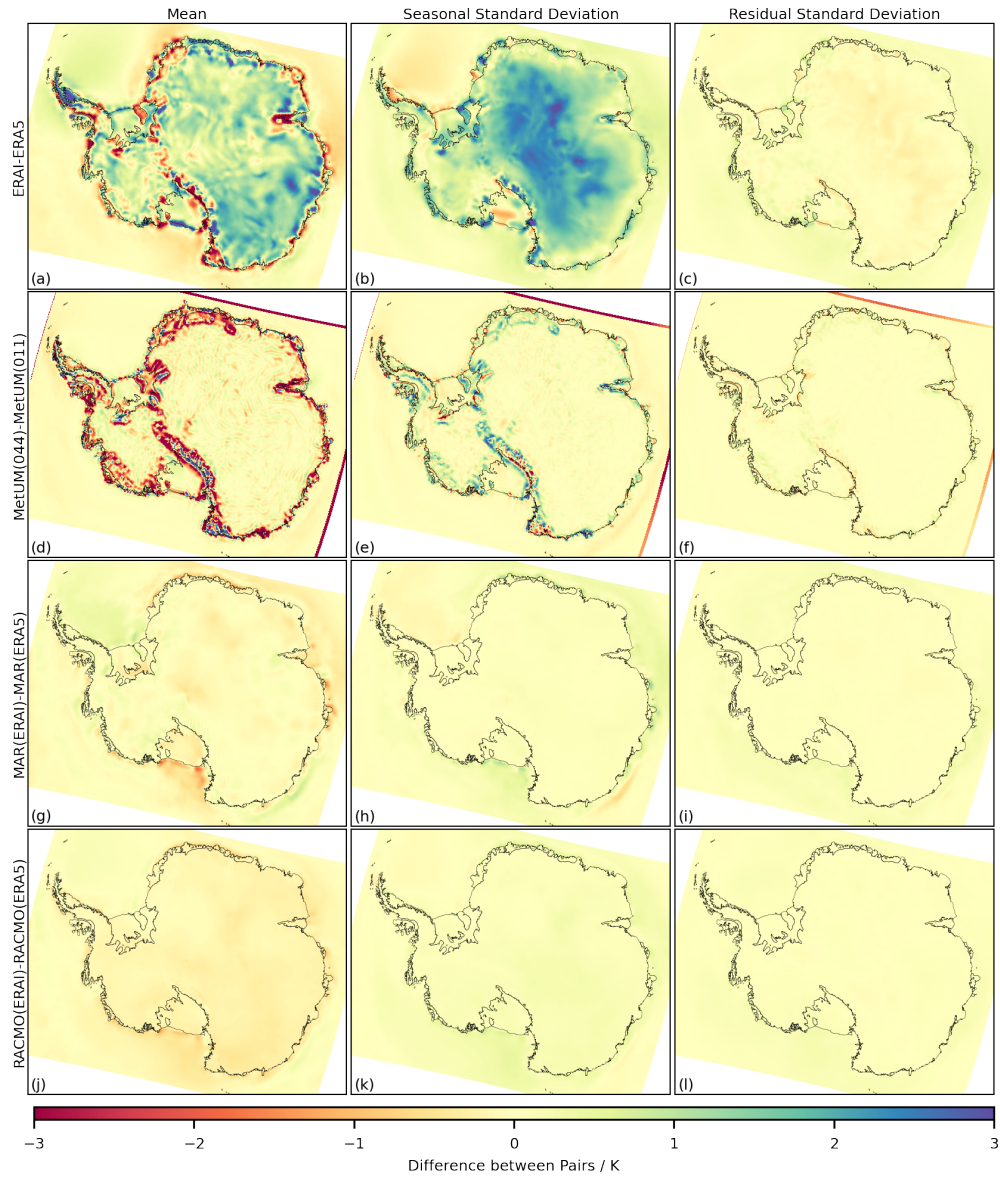 Mean
Seasonal Standard Deviation
Residual Standard Deviation
ERAI-ERA5
(a)
(b)
(c)
MetUM(044)-MetUM(011)
(d)
(e)
(f)
MAR(ERAI)-MAR(ERA5)
(g)
(h)
(i)
RACMO(ERAI)-RACMO(ERA5)
(j)
(k)
(l)
−3 −2 −1 0 1 2 3
Difference between Pairs / K